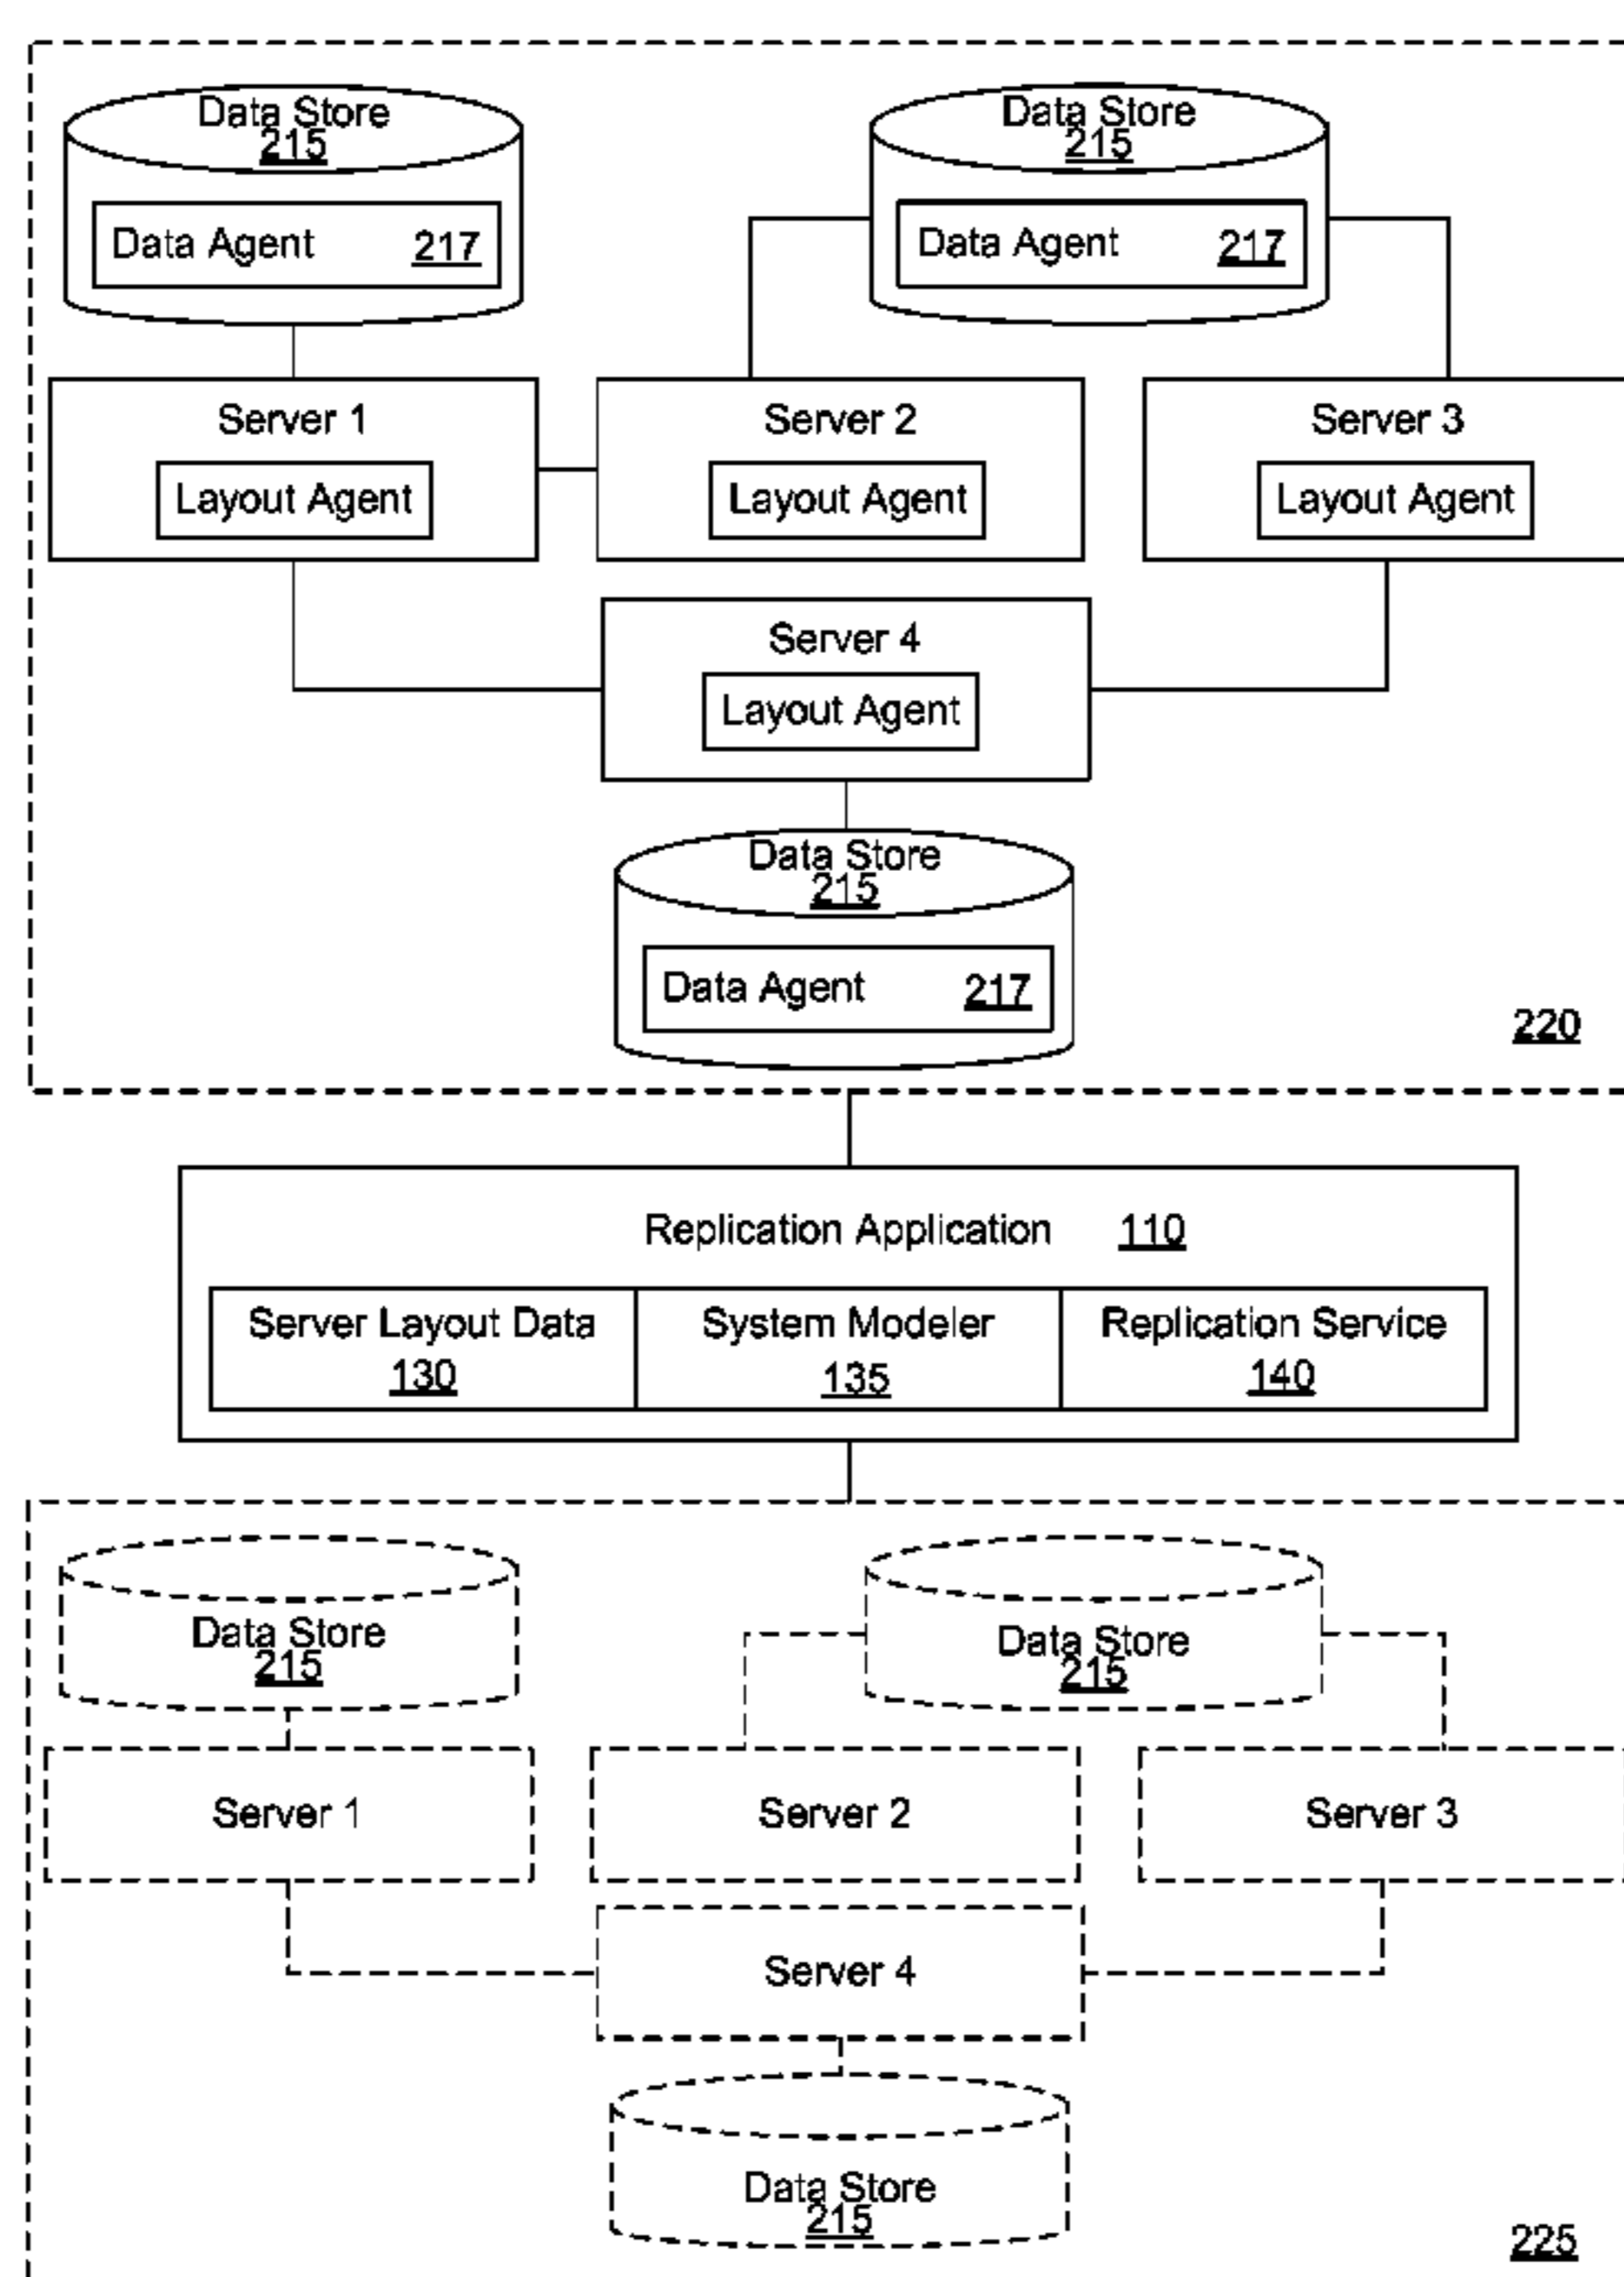 Data Store
215
Data Agent 217
Data Store
215
Data Agent 217
Server 1
Layout Agent
Server 2
Layout Agent
Server 3
Layout Agent
Server 4
Layout Agent
Data Store
215
Data Agent 217
220
Replication Application 110
Server Layout Data
130
System Modeler
135
Replication Service
140
Data Store
215
Data Store
215
Server 1
Server 2
Server 3
Server 4
Data Store
215
225